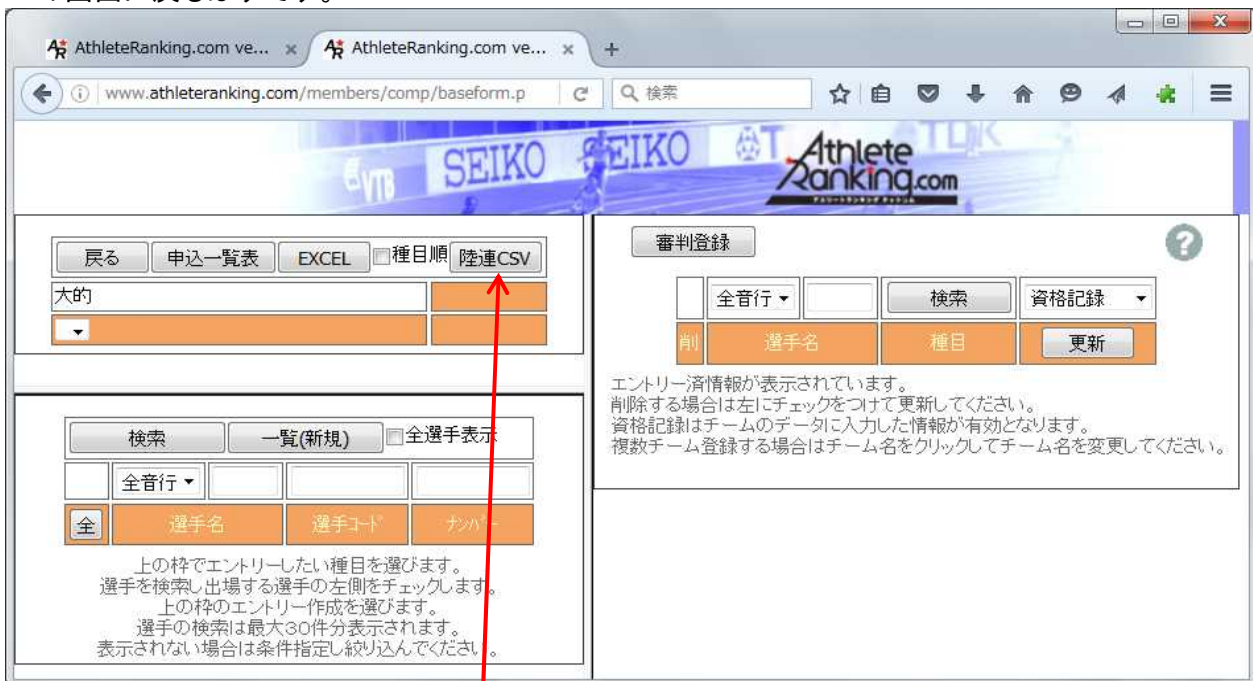 AthleteRanking.com ve... × AthleteRanking.com ve... × +
www.athleteranking.com/members/comp/baseform.p 検索
VTB SEIKO SEIKO T TDK
Athlete Ranking.com
戻る 申込一覧表 EXCEL 種目順 陸連CSV
大的
審判登録 ?
全音行 検索 資格記録
削 選手名 種目 更新
エントリー済情報が表示されています。
削除する場合は左にチェックをつけて更新してください。
資格記録はチームのデータに入力した情報が有効となります。
複数チーム登録する場合はチーム名をクリックしてチーム名を変更してください。
検索 一覧(新規) 全選手表示
全音行
全 選手名 選手コード ナンバー
上の枠でエントリーしたい種目を選びます。
選手を検索し出場する選手の左側をチェックします。
上の枠のエントリー作成を選びます。
選手の検索は最大30件分表示されます。
表示されない場合は条件指定し絞り込んでください。